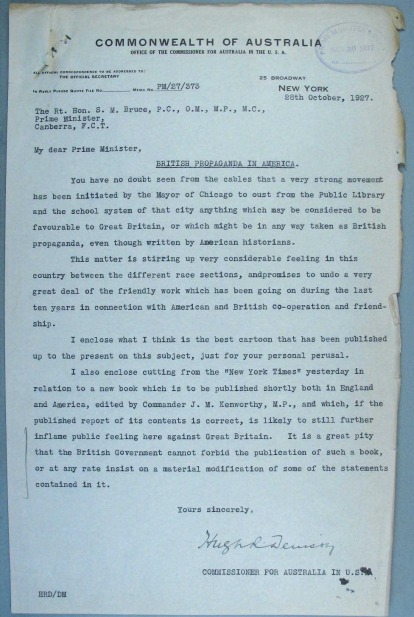 COMMONWEALTH OF AUSTRALIA
OFFICE OF THE COMMISSIONER FOR AUSTRALIA IN THE U. S. A.
ALL OFFICIAL CORRESPONDENCE TO BE ADDRESSED TO:
THE OFFICIAL SECRETARY
25 BROADWAY
IN REPLY PLEASE QUOTE FILE NO. MEMO NO. PM/27/373
NEW YORK
28th October, 1927.
The Rt. Hon. S. M. Bruce, P.C., O.M., M.P., M.C.,
Prime Minister,
Canberra, F.C.T.
My dear Prime Minister,
BRITISH PROPAGANDA IN AMERICA.
You have no doubt seen from the cables that a very strong movement
has been initiated by the Mayor of Chicago to oust from the Public Library
and the school system of that city anything which may be considered to be
favourable to Great Britain, or which might be in any way taken as British
propaganda, even though written by American historians.
This matter is stirring up very considerable feeling in this
country between the different race sections, andpromises to undo a very
great deal of the friendly work which has been going on during the last
ten years in connection with American and British co-operation and friend-
ship.
I enclose what I think is the best cartoon that has been published
up to the present on this subject, just for your personal perusal.
I also enclose cutting from the "New York Times" yesterday in
relation to a new book which is to be published shortly both in England
and America, edited by Commander J. M. Kenworthy, M.P., and which, if the
published report of its contents is correct, is likely to still further
inflame public feeling here against Great Britain. It is a great pity
that the British Government cannot forbid the publication of such a book,
or at any rate insist on a material modification of some of the statements
contained in it.
Yours sincerely,
Hugh R Denison
COMMISSIONER FOR AUSTRALIA IN U.S.A.
HRD/DM